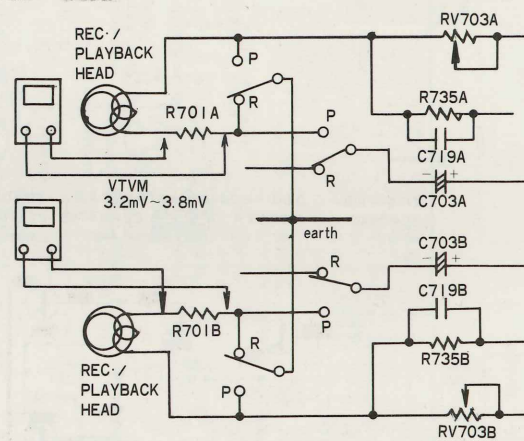 RV703A
REC·/
PLAYBACK
HEAD
P
R735A
R701A
R
P
C719A
R
- +
VTVM
3.2mV~3.8mV
C703A
earth
C703B
- +
R
C719B
R701B
P
R
R735B
REC·/
PLAYBACK
HEAD
P
RV703B